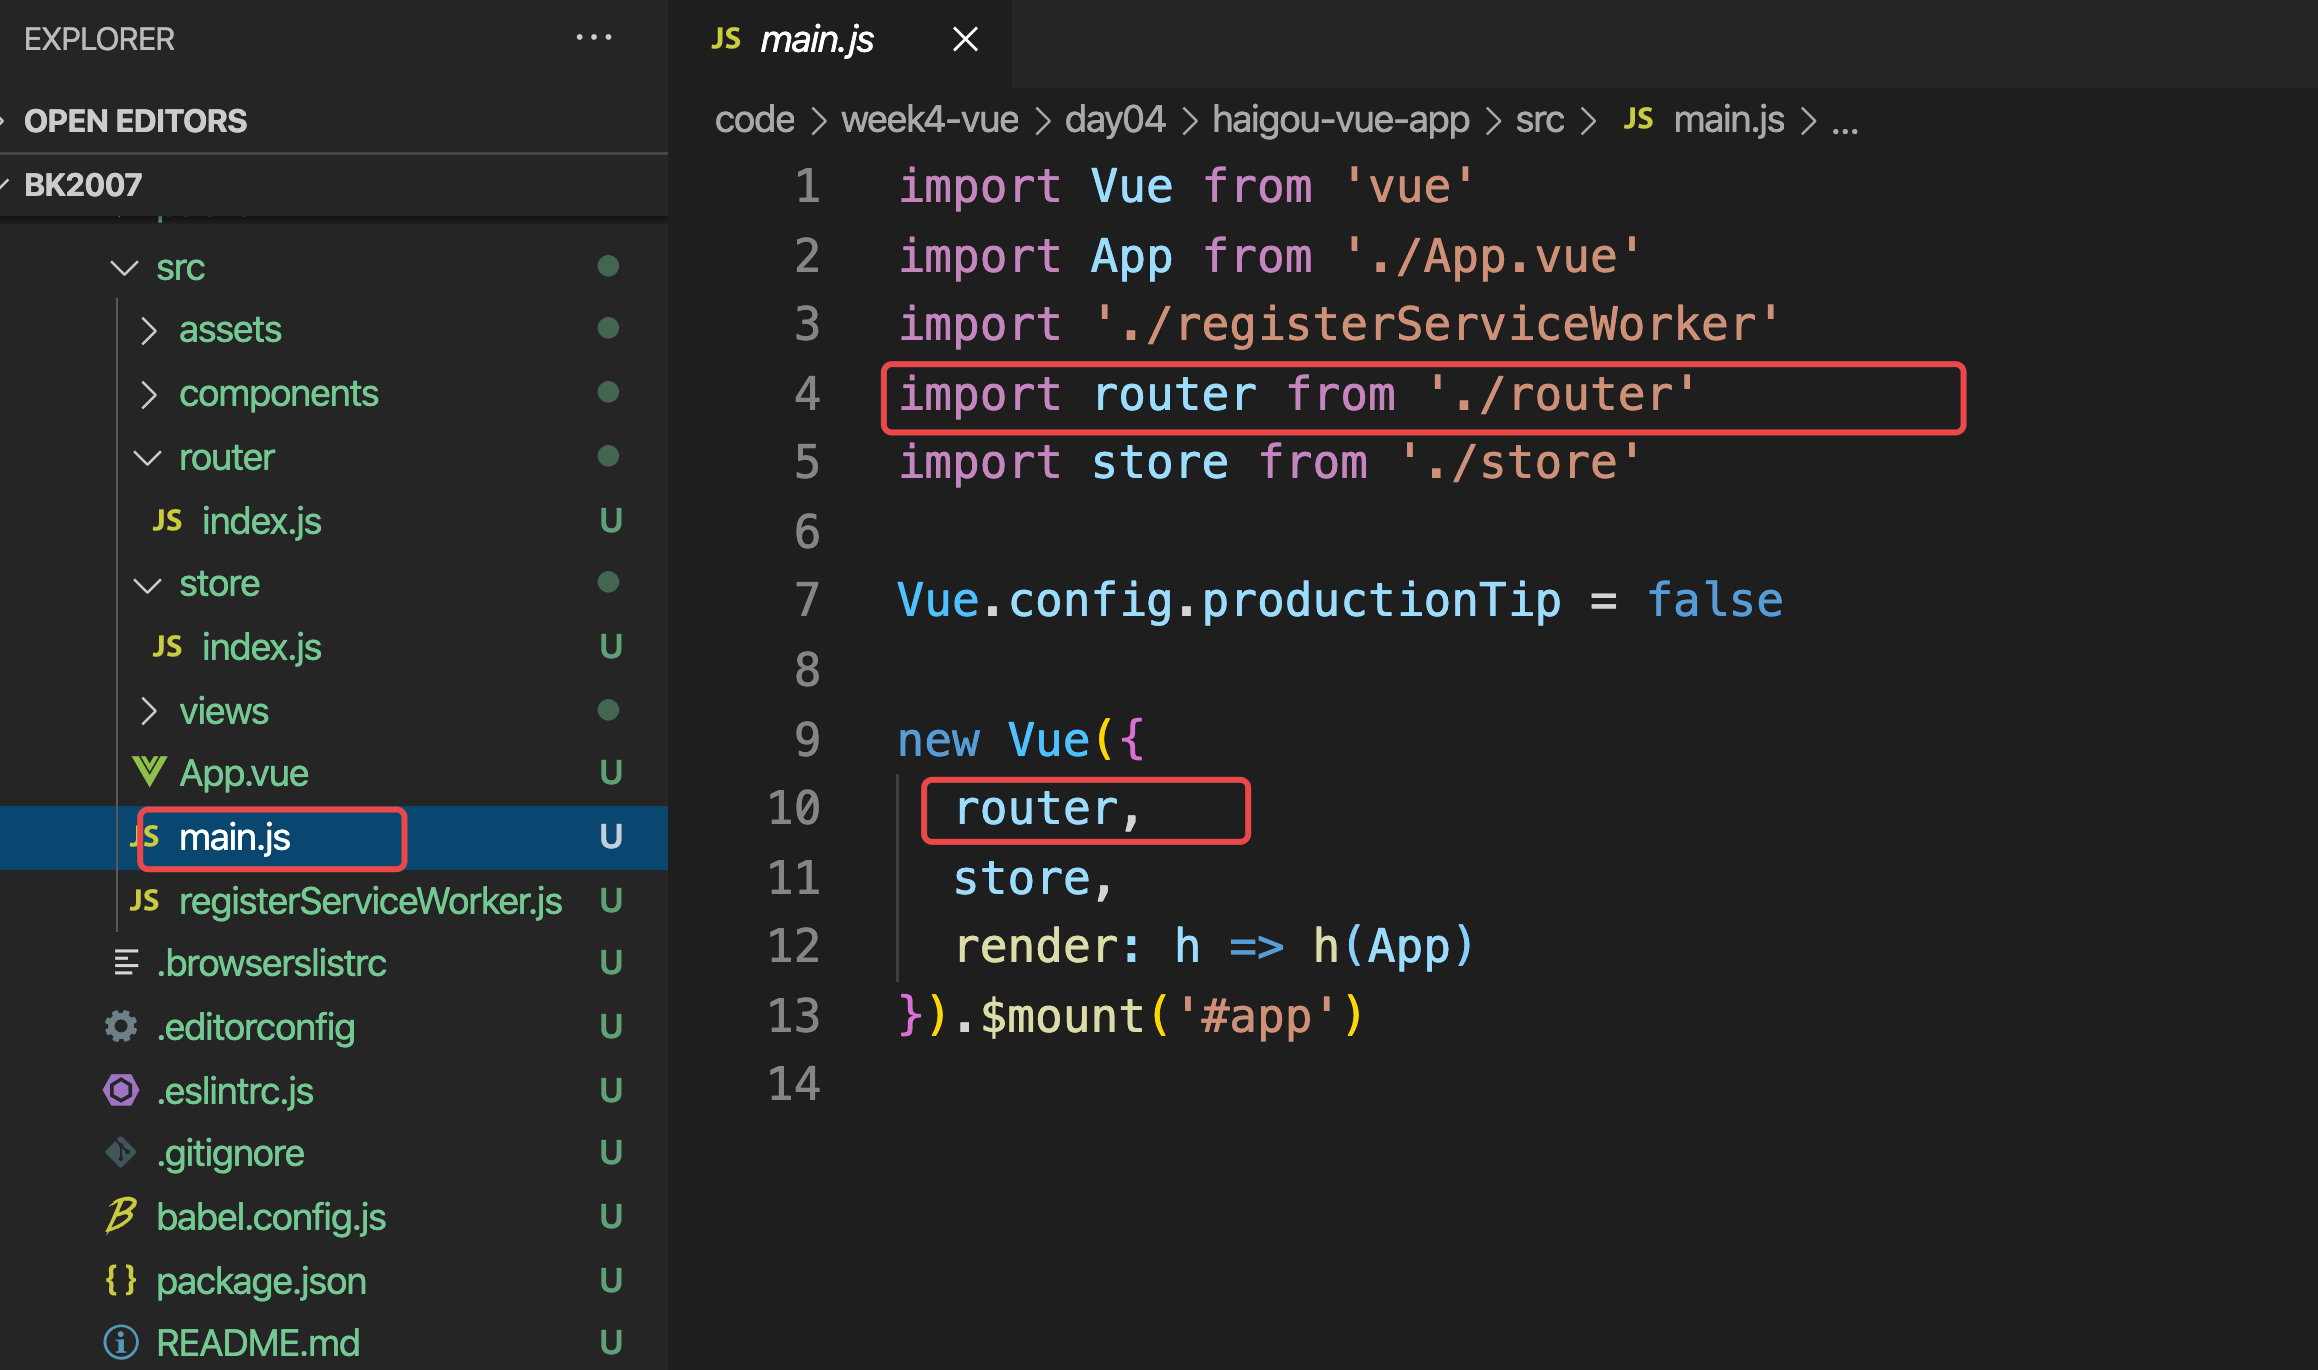 EXPLORER
...
OPEN EDITORS
BK2007
src
assets
components
router
JS index.js U
store
JS index.js U
views
App.vue U
JS main.js U
JS registerServiceWorker.js U
.browserslistrc U
.editorconfig U
.eslintrc.js U
.gitignore U
babel.config.js U
{} package.json U
README.md U
JS main.js
code > week4-vue > day04 > haigou-vue-app > src > JS main.js > ...
1 import Vue from 'vue'
2 import App from './App.vue'
3 import './registerServiceWorker'
4 import router from './router'
5 import store from './store'
6
7 Vue.config.productionTip = false
8
9 new Vue({
10 router,
11 store,
12 render: h => h(App)
13 }).$mount('#app')
14